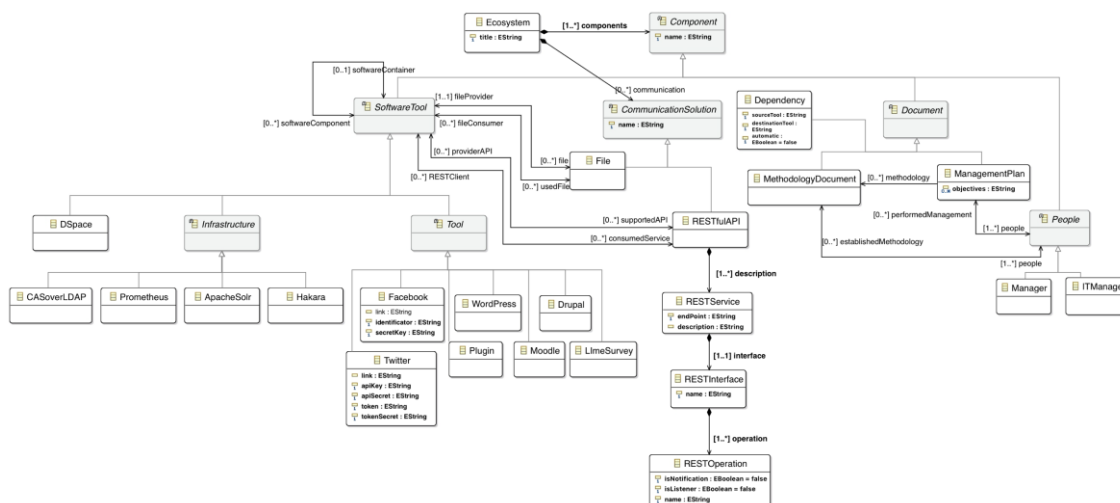 Ecosystem
title : EString
[1..*] components
Component
name : EString
[0..1] softwareContainer
[0..*] communication
[1..1] fileProvider
SoftwareTool
CommunicationSolution
name : EString
Dependency
sourceTool : EString
destinationTool :
EString
automatic :
EBoolean = false
Document
[0..*] softwareComponent
[0..*] fileConsumer
[0..*] providerAPI
[0..*] file
File
[0..*] RESTClient
[0..*] usedFile
MethodologyDocument
[0..*] methodology
ManagementPlan
objectives : EString
[0..*] performedManagement
DSpace
Infrastructure
Tool
[0..*] supportedAPI
RESTfulAPI
[0..*] consumedService
[0..*] establishedMethodology
[1..*] people
People
[1..*] people
[1..*] description
CASoverLDAP
Prometheus
ApacheSolr
Hakara
Facebook
link : EString
identificator : EString
secretKey : EString
WordPress
Drupal
RESTService
endPoint : EString
description : EString
Manager
ITManage
Plugin
Moodle
LImeSurvey
Twitter
link : EString
apiKey : EString
apiSecret : EString
token : EString
tokenSecret : EString
[1..1] interface
RESTInterface
name : EString
[1..*] operation
RESTOperation
isNotification : EBoolean = false
isListener : EBoolean = false
name : EString